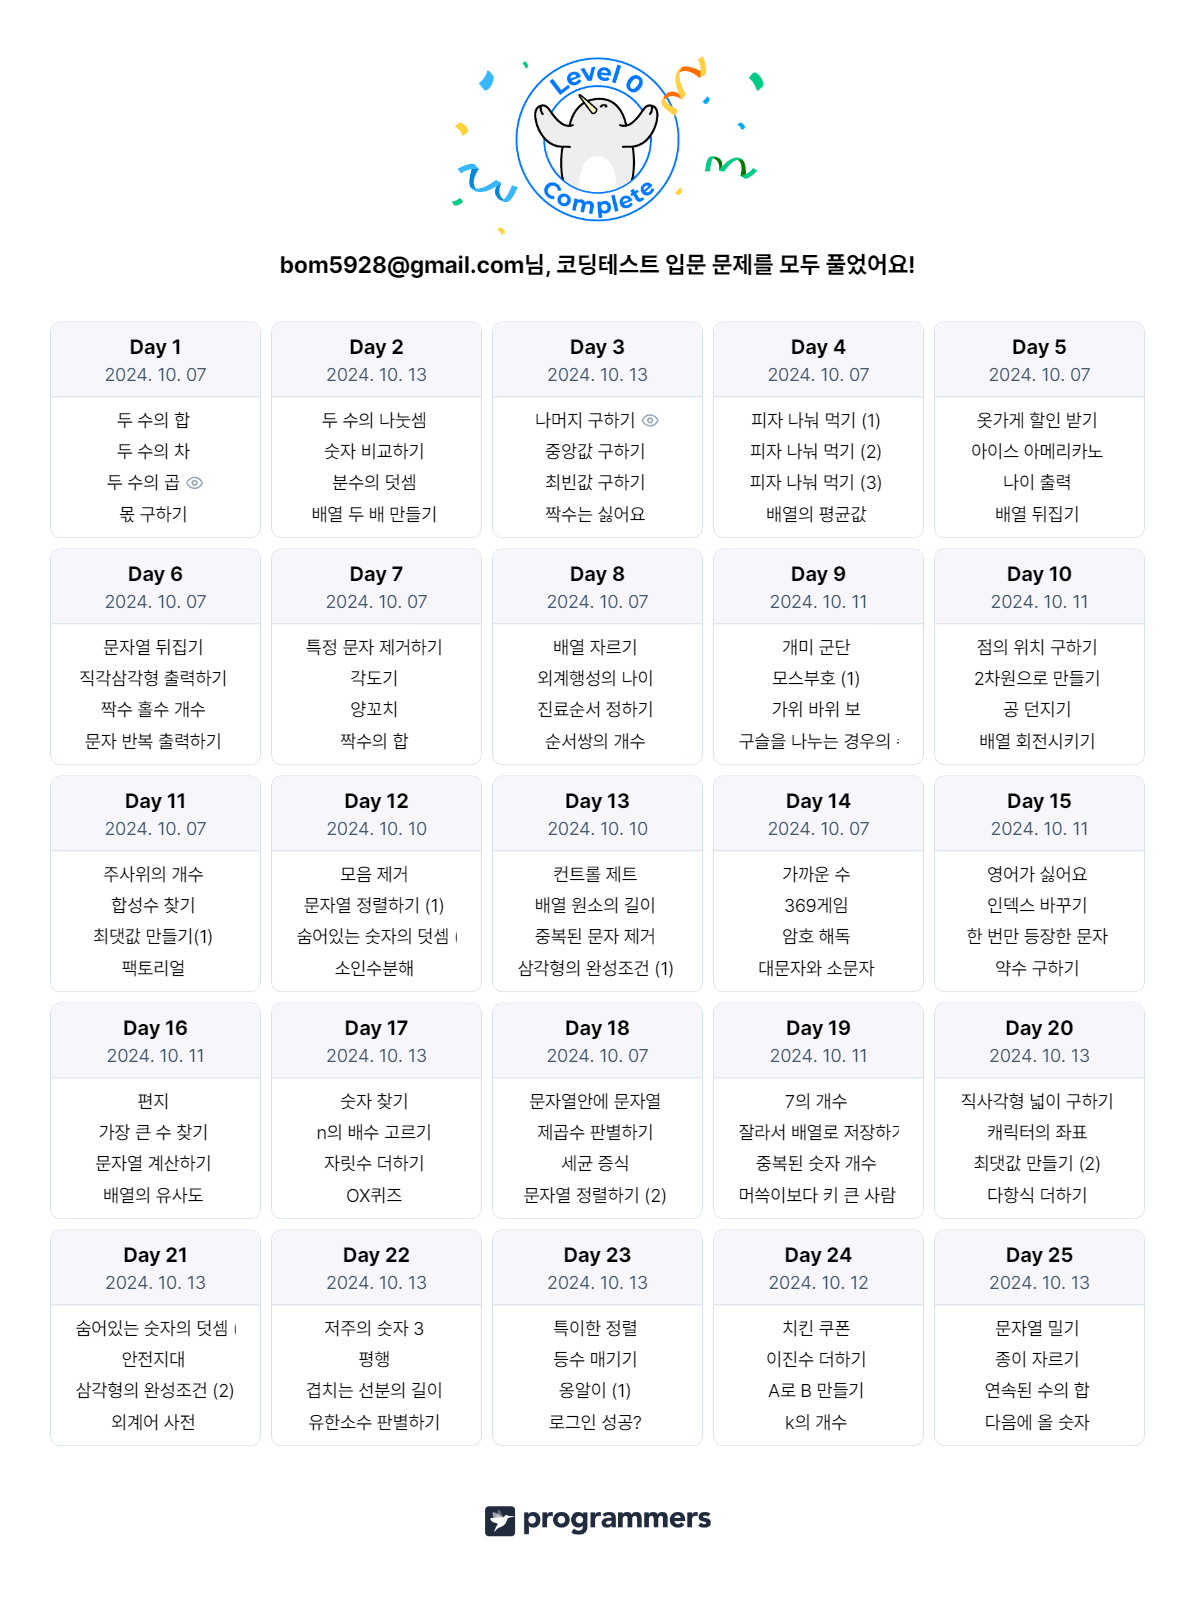 Level 0
Complete
bom5928@gmail.com님, 코딩테스트 입문 문제를 모두 풀었어요!
Day 1
2024. 10. 07
두 수의 합
두 수의 차
두 수의 곱
몫 구하기
Day 2
2024. 10. 13
두 수의 나눗셈
숫자 비교하기
분수의 덧셈
배열 두 배 만들기
Day 3
2024. 10. 13
나머지 구하기
중앙값 구하기
최빈값 구하기
짝수는 싫어요
Day 4
2024. 10. 07
피자 나눠 먹기 (1)
피자 나눠 먹기 (2)
피자 나눠 먹기 (3)
배열의 평균값
Day 5
2024. 10. 07
옷가게 할인 받기
아이스 아메리카노
나이 출력
배열 뒤집기
Day 6
2024. 10. 07
문자열 뒤집기
직각삼각형 출력하기
짝수 홀수 개수
문자 반복 출력하기
Day 7
2024. 10. 07
특정 문자 제거하기
각도기
양꼬치
짝수의 합
Day 8
2024. 10. 07
배열 자르기
외계행성의 나이
진료순서 정하기
순서쌍의 개수
Day 9
2024. 10. 11
개미 군단
모스부호 (1)
가위 바위 보
구슬을 나누는 경우의
Day 10
2024. 10. 11
점의 위치 구하기
2차원으로 만들기
공 던지기
배열 회전시키기
Day 11
2024. 10. 07
주사위의 개수
합성수 찾기
최댓값 만들기(1)
팩토리얼
Day 12
2024. 10. 10
모음 제거
문자열 정렬하기 (1)
숨어있는 숫자의 덧셈 (
소인수분해
Day 13
2024. 10. 10
컨트롤 제트
배열 원소의 길이
중복된 문자 제거
삼각형의 완성조건 (1)
Day 14
2024. 10. 07
가까운 수
369게임
암호 해독
대문자와 소문자
Day 15
2024. 10. 11
영어가 싫어요
인덱스 바꾸기
한 번만 등장한 문자
약수 구하기
Day 16
2024. 10. 11
편지
가장 큰 수 찾기
문자열 계산하기
배열의 유사도
Day 17
2024. 10. 13
숫자 찾기
n의 배수 고르기
자릿수 더하기
OX퀴즈
Day 18
2024. 10. 07
문자열안에 문자열
제곱수 판별하기
세균 증식
문자열 정렬하기 (2)
Day 19
2024. 10. 11
7의 개수
잘라서 배열로 저장하기
중복된 숫자 개수
머쓱이보다 키 큰 사람
Day 20
2024. 10. 13
직사각형 넓이 구하기
캐릭터의 좌표
최댓값 만들기 (2)
다항식 더하기
Day 21
2024. 10. 13
숨어있는 숫자의 덧셈 (
안전지대
삼각형의 완성조건 (2)
외계어 사전
Day 22
2024. 10. 13
저주의 숫자 3
평행
겹치는 선분의 길이
유한소수 판별하기
Day 23
2024. 10. 13
특이한 정렬
등수 매기기
옹알이 (1)
로그인 성공?
Day 24
2024. 10. 12
치킨 쿠폰
이진수 더하기
A로 B 만들기
k의 개수
Day 25
2024. 10. 13
문자열 밀기
종이 자르기
연속된 수의 합
다음에 올 숫자
programmers